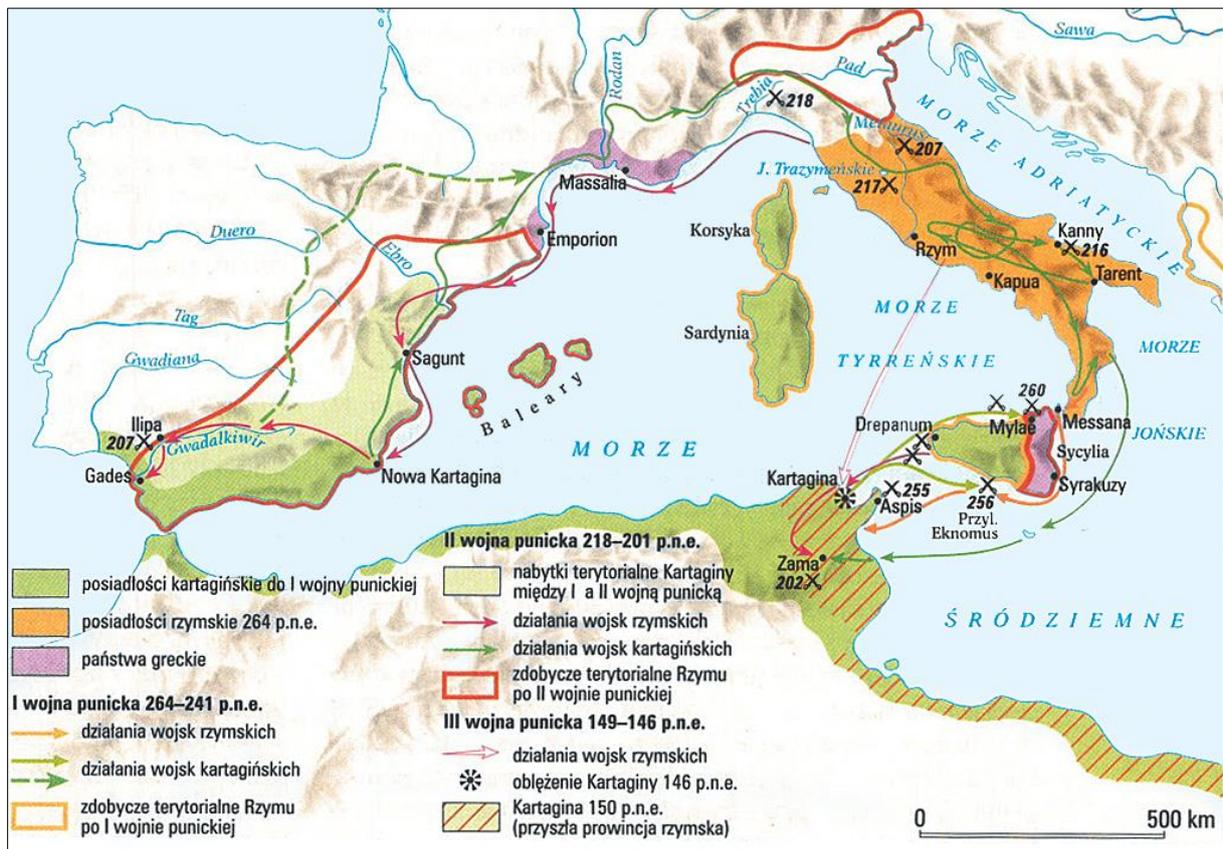 Sawa
Rodan
Pad
Trebia
218
Metaurus
207
MORZE ADRIATYCKIE
Massalia
J. Trazymeńskie
217
Duero
Emporion
Korsyka
Kanny
216
Ebro
Rzym
Tarent
Kapua
Tag
MORZE
TYRREŃSKIE
Sardynia
Gwadiana
Sagunt
MORZE
JOŃSKIE
Baleary
260
Ilipa
207
Gwadalkiwir
Drepanum
Mylae
Messana
Sycylia
MORZE
Gades
Nowa Kartagina
Kartagina
Syrakuzy
255
Aspis
256
Przyl.
Eknomus
Zama
202
ŚRÓDZIEMNE
posiadłości kartagińskie do I wojny punickiej
posiadłości rzymskie 264 p.n.e.
państwa greckie
I wojna punicka 264–241 p.n.e.
działania wojsk rzymskich
działania wojsk kartagińskich
zdobycze terytorialne Rzymu
po I wojnie punickiej
II wojna punicka 218–201 p.n.e.
nabytki terytorialne Kartaginy
między I a II wojną punicką
działania wojsk rzymskich
działania wojsk kartagińskich
zdobycze terytorialne Rzymu
po II wojnie punickiej
III wojna punicka 149–146 p.n.e.
działania wojsk rzymskich
oblężenie Kartaginy 146 p.n.e.
Kartagina 150 p.n.e.
(przyszła prowincja rzymska)
0 500 km